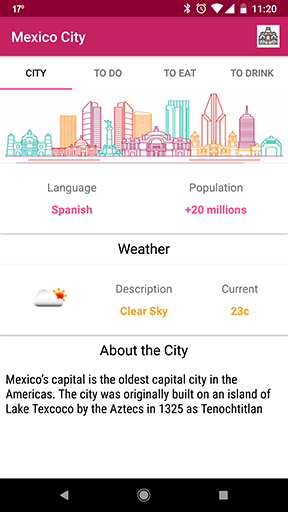 17° 11:20
Mexico City
CITY TO DO TO EAT TO DRINK
Language Population
Spanish +20 millions
Weather
Description Current
Clear Sky 23c
About the City
Mexico's capital is the oldest capital city in the
Americas. The city was originally built on an island of
Lake Texcoco by the Aztecs in 1325 as Tenochtitlan